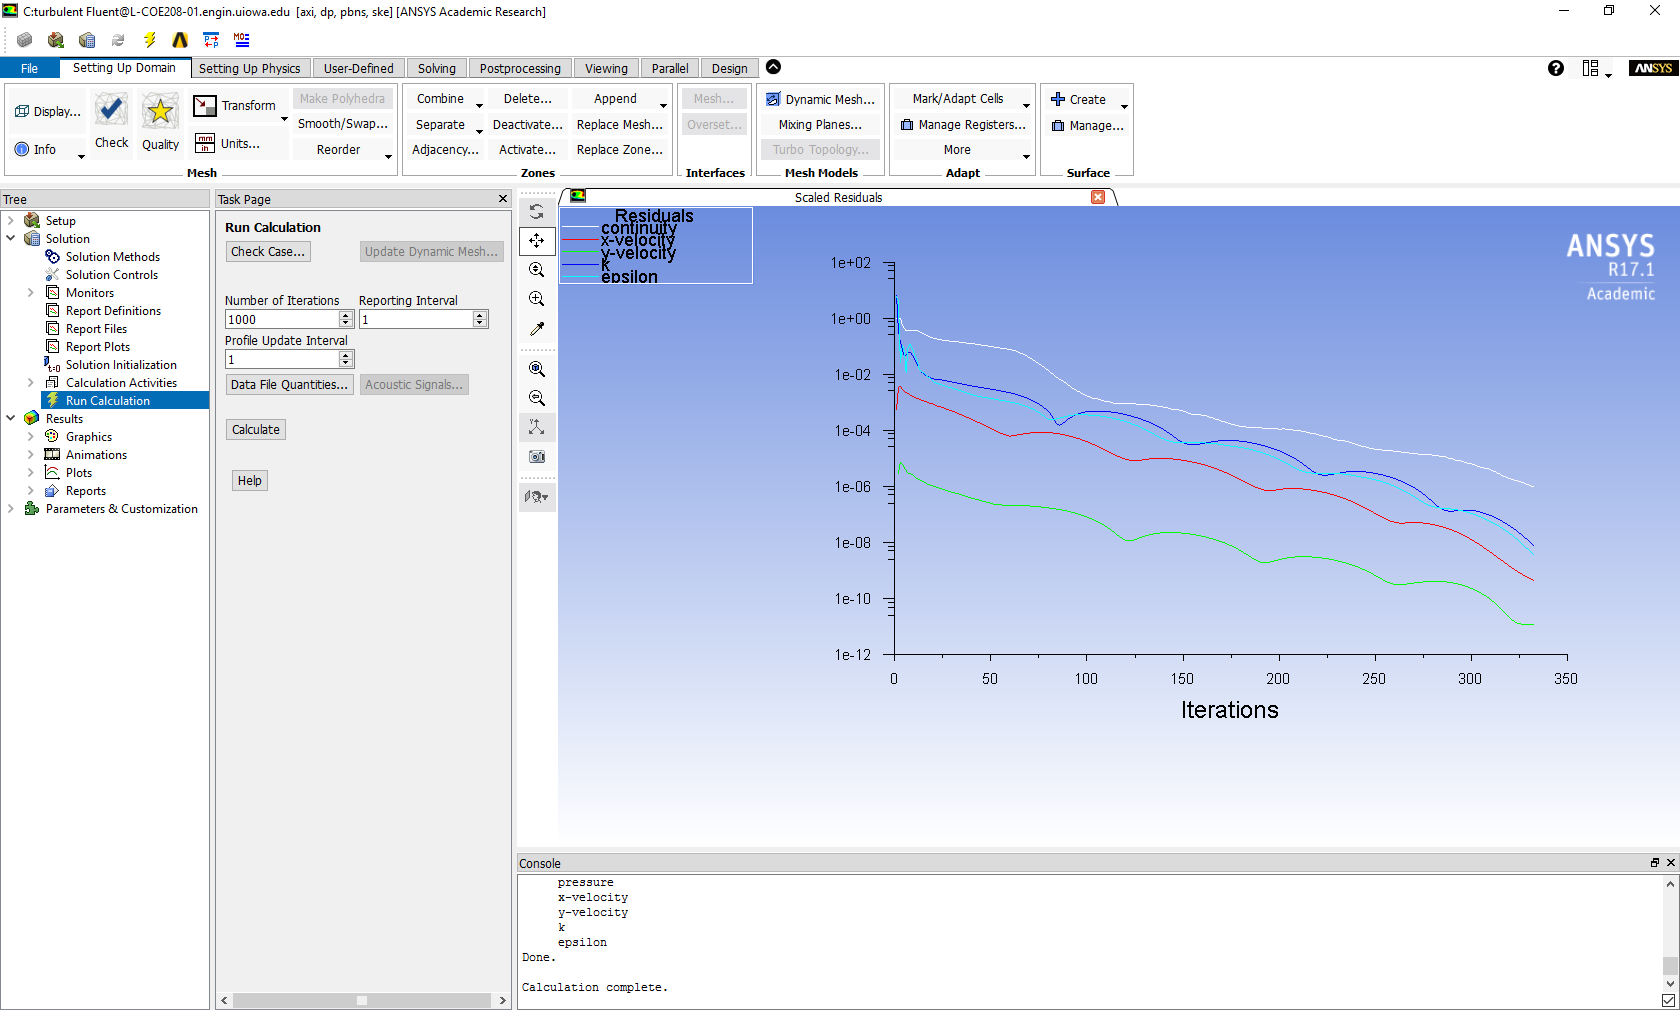 C:turbulent Fluent@L-COE208-01.engin.uiowa.edu [axi, dp, pbns, ske] [ANSYS Academic Research]
File Setting Up Domain Setting Up Physics User-Defined Solving Postprocessing Viewing Parallel Design
ANSYS
Display...
Info
Check
Quality
Transform
mm
in
Units...
Make Polyhedra
Smooth/Swap...
Reorder
Mesh
Combine
Delete...
Append
Separate
Deactivate...
Replace Mesh...
Adjacency...
Activate...
Replace Zone...
Zones
Mesh...
Overset...
Interfaces
Dynamic Mesh...
Mixing Planes...
Turbo Topology...
Mesh Models
Mark/Adapt Cells
Manage Registers...
More
Adapt
Create
Manage...
Surface
Tree
Setup
Solution
Solution Methods
Solution Controls
Monitors
Report Definitions
Report Files
Report Plots
Solution Initialization
Calculation Activities
Run Calculation
Results
Graphics
Animations
Plots
Reports
Parameters & Customization
Task Page
Run Calculation
Check Case...
Update Dynamic Mesh...
Number of Iterations
Reporting Interval
1000
1
Profile Update Interval
1
Data File Quantities...
Acoustic Signals...
Calculate
Help
Scaled Residuals
Residuals
continuity
x-velocity
y-velocity
k
epsilon
ANSYS
R17.1
Academic
1e+02
1e+00
1e-02
1e-04
1e-06
1e-08
1e-10
1e-12
0 50 100 150 200 250 300 350
Iterations
Console
pressure
x-velocity
y-velocity
k
epsilon
Done.
Calculation complete.